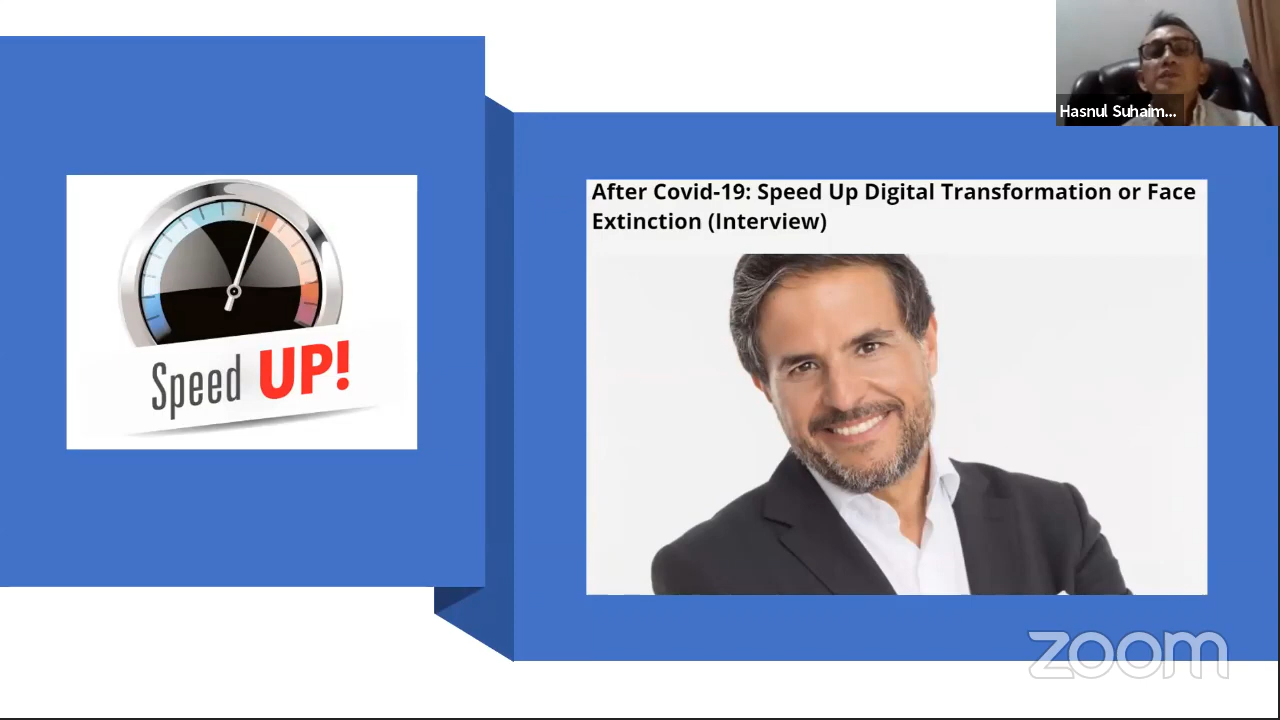 Hasnul Suhaim...
After Covid-19: Speed Up Digital Transformation or Face
Extinction (Interview)
Speed UP!
zoom